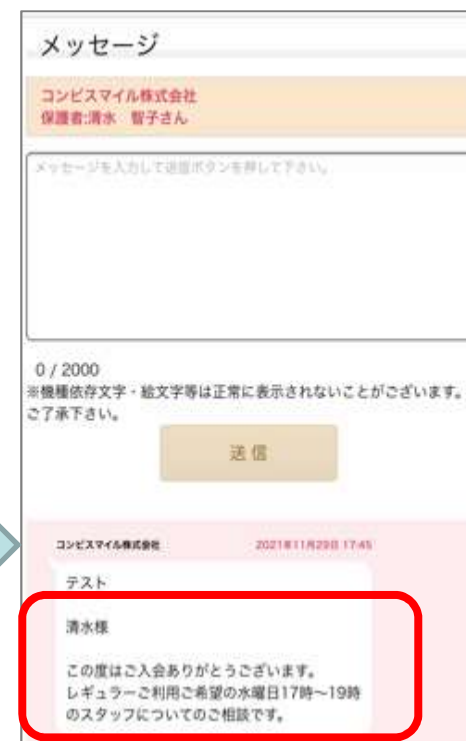 メッセージ
コンビスマイル株式会社
保護者:清水 智子さん
メッセージを入力して送信ボタンを押して下さい。
0 / 2000
※機種依存文字・絵文字等は正常に表示されないことがございます。
ご了承下さい。
送信
コンビスマイル株式会社 2021年11月29日 17:45
テスト
清水様
この度はご入会ありがとうございます。
レギュラーご利用ご希望の水曜日17時～19時
のスタッフについてのご相談です。